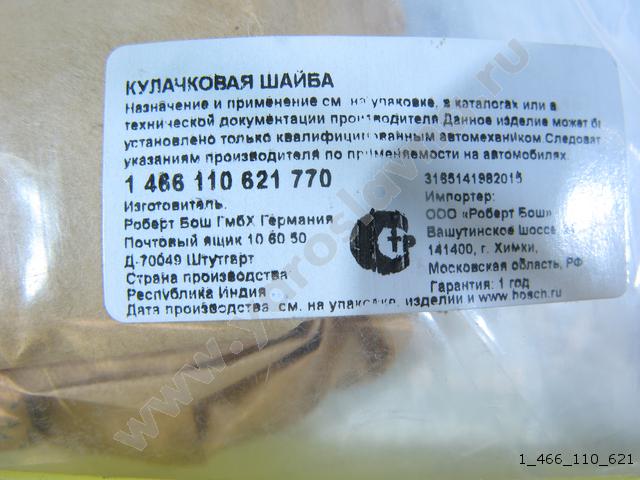 КУЛАЧКОВАЯ ШАЙБА
Назначение и применение см. на упаковке, в каталогах или в
технической документации производителя. Данное изделие может бы
установлено только квалифицированным автомехаником. Следоват
указаниям производителя по применяемости на автомобилях.
1 466 110 621 770
Изготовитель:
Роберт Бош ГмбХ Германия
Почтовый ящик 10 60 50
Д-70049 Штутгарт
Страна производства:
Республика Индия
3165141982015
Импортер:
ООО «Роберт Бош»
Вашутинское шоссе,
141400, г. Химки,
Московская область, РФ
Гарантия: 1 год
Дата производства: см. на упаковке, изделии и www.bosch.ru
СТР
1_466_110_621